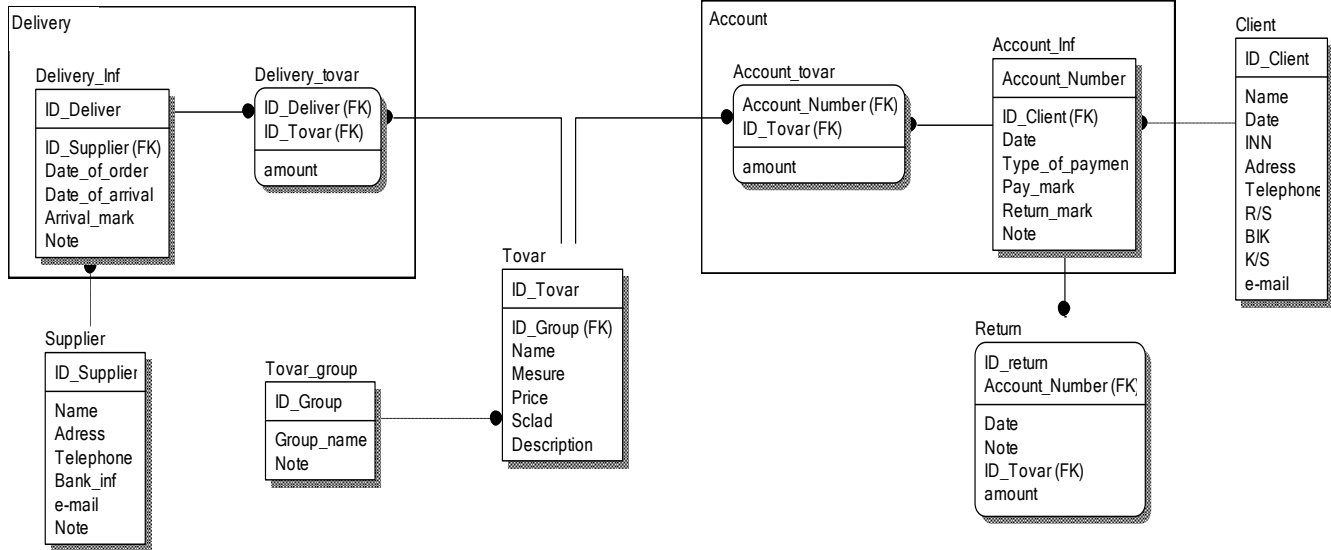 Delivery
Delivery_Inf
ID_Deliver
ID_Supplier (FK)
Date_of_order
Date_of_arrival
Arrival_mark
Note
Delivery_tovar
ID_Deliver (FK)
ID_Tovar (FK)
amount
Supplier
ID_Supplier
Name
Adress
Telephone
Bank_inf
e-mail
Note
Tovar_group
ID_Group
Group_name
Note
Tovar
ID_Tovar
ID_Group (FK)
Name
Mesure
Price
Sclad
Description
Account
Account_tovar
Account_Number (FK)
ID_Tovar (FK)
amount
Account_Inf
Account_Number
ID_Client (FK)
Date
Type_of_paymen
Pay_mark
Return_mark
Note
Return
ID_return
Account_Number (FK)
Date
Note
ID_Tovar (FK)
amount
Client
ID_Client
Name
Date
INN
Adress
Telephone
R/S
BIK
K/S
e-mail